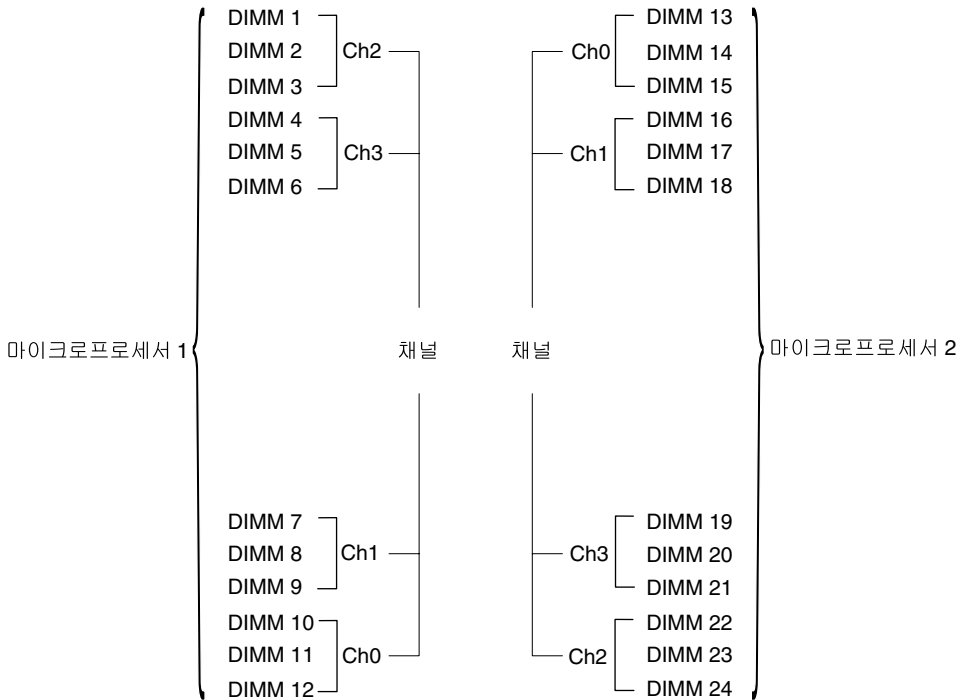 DIMM 1
DIMM 2
DIMM 3
Ch2
DIMM 4
DIMM 5
DIMM 6
Ch3
DIMM 13
DIMM 14
DIMM 15
Ch0
DIMM 16
DIMM 17
DIMM 18
Ch1
마이크로프로세서 1
채널
채널
마이크로프로세서 2
DIMM 7
DIMM 8
DIMM 9
Ch1
DIMM 10
DIMM 11
DIMM 12
Ch0
DIMM 19
DIMM 20
DIMM 21
Ch3
DIMM 22
DIMM 23
DIMM 24
Ch2